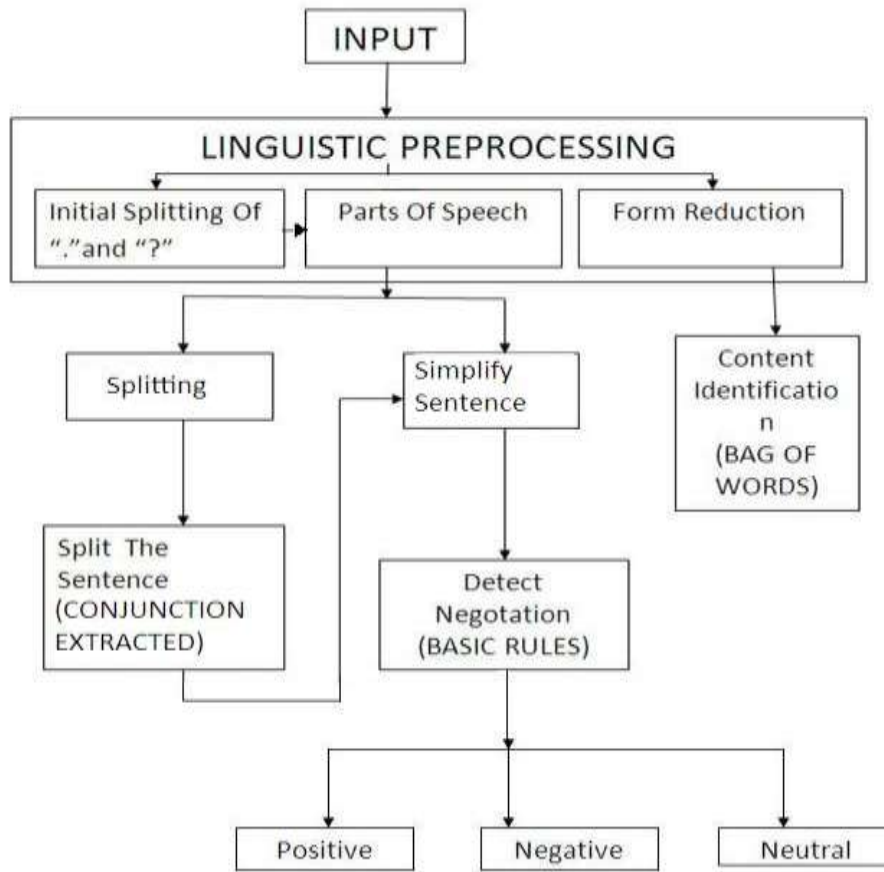 INPUT
LINGUISTIC PREPROCESSING
Initial Splitting Of
“.”and “?”
Parts Of Speech
Form Reduction
Splitting
Simplify
Sentence
Content
Identificatio
n
(BAG OF
WORDS)
Split The
Sentence
(CONJUNCTION
EXTRACTED)
Detect
Negotation
(BASIC RULES)
Positive
Negative
Neutral